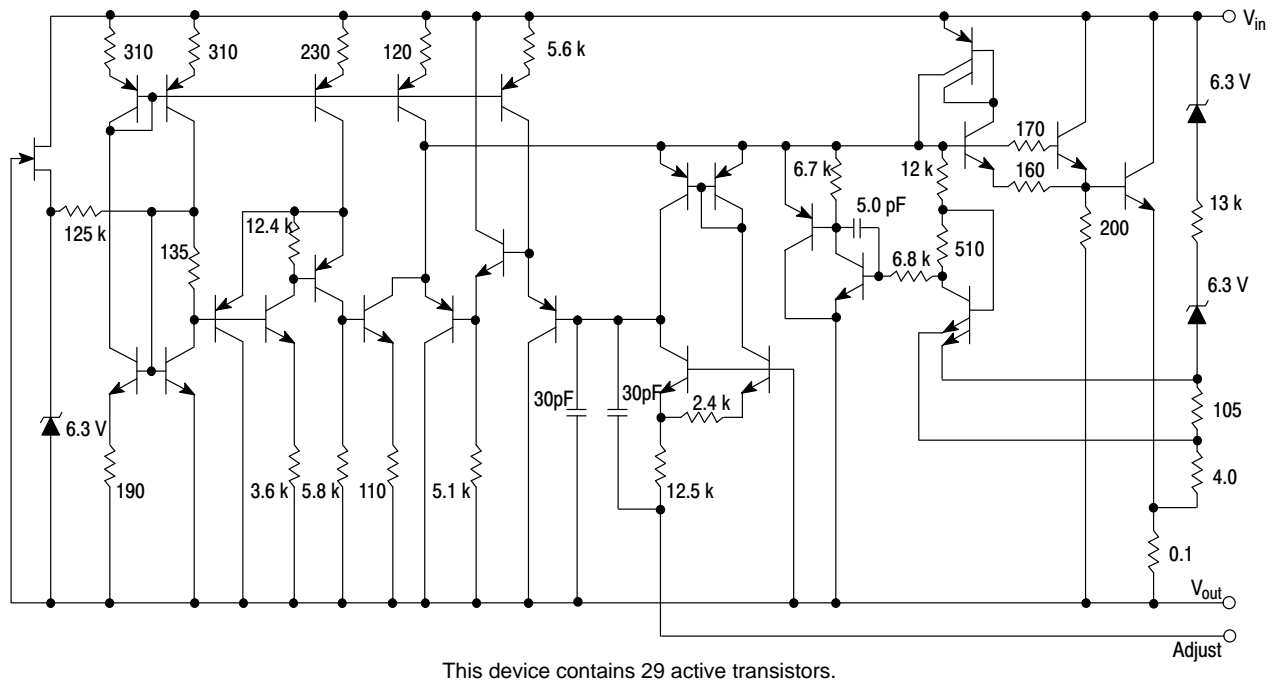 310
310
230
120
5.6 k
V_in
6.3 V
170
160
6.7 k
12 k
5.0 pF
13 k
200
125 k
135
12.4 k
6.8 k
510
6.3 V
30pF
30pF
2.4 k
105
6.3 V
190
3.6 k
5.8 k
110
5.1 k
12.5 k
4.0
0.1
V_out
Adjust
This device contains 29 active transistors.